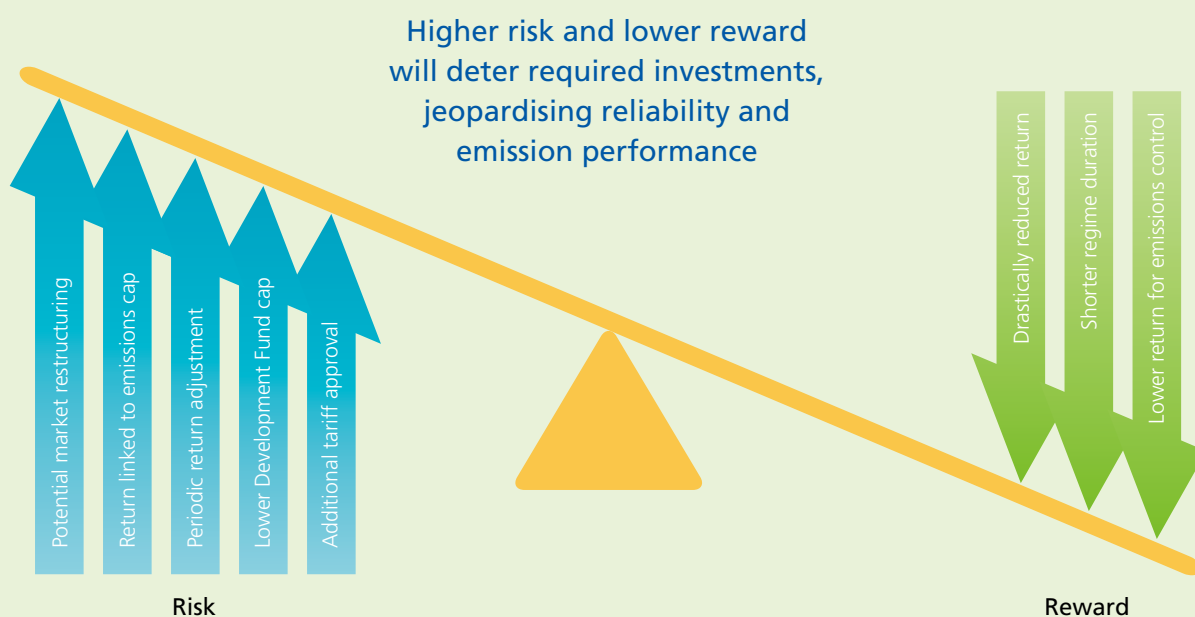 Higher risk and lower reward
will deter required investments,
jeopardising reliability and
emission performance
Potential market restructuring
Return linked to emissions cap
Periodic return adjustment
Lower Development Fund cap
Additional tariff approval
Drastically reduced return
Shorter regime duration
Lower return for emissions control
Risk
Reward